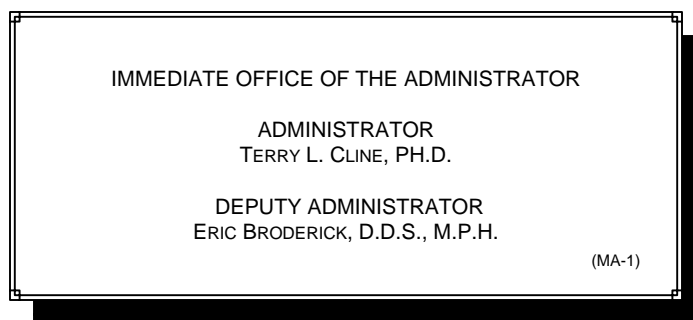 IMMEDIATE OFFICE OF THE ADMINISTRATOR
ADMINISTRATOR
TERRY L. CLINE, PH.D.
DEPUTY ADMINISTRATOR
ERIC BRODERICK, D.D.S., M.P.H.
(MA-1)